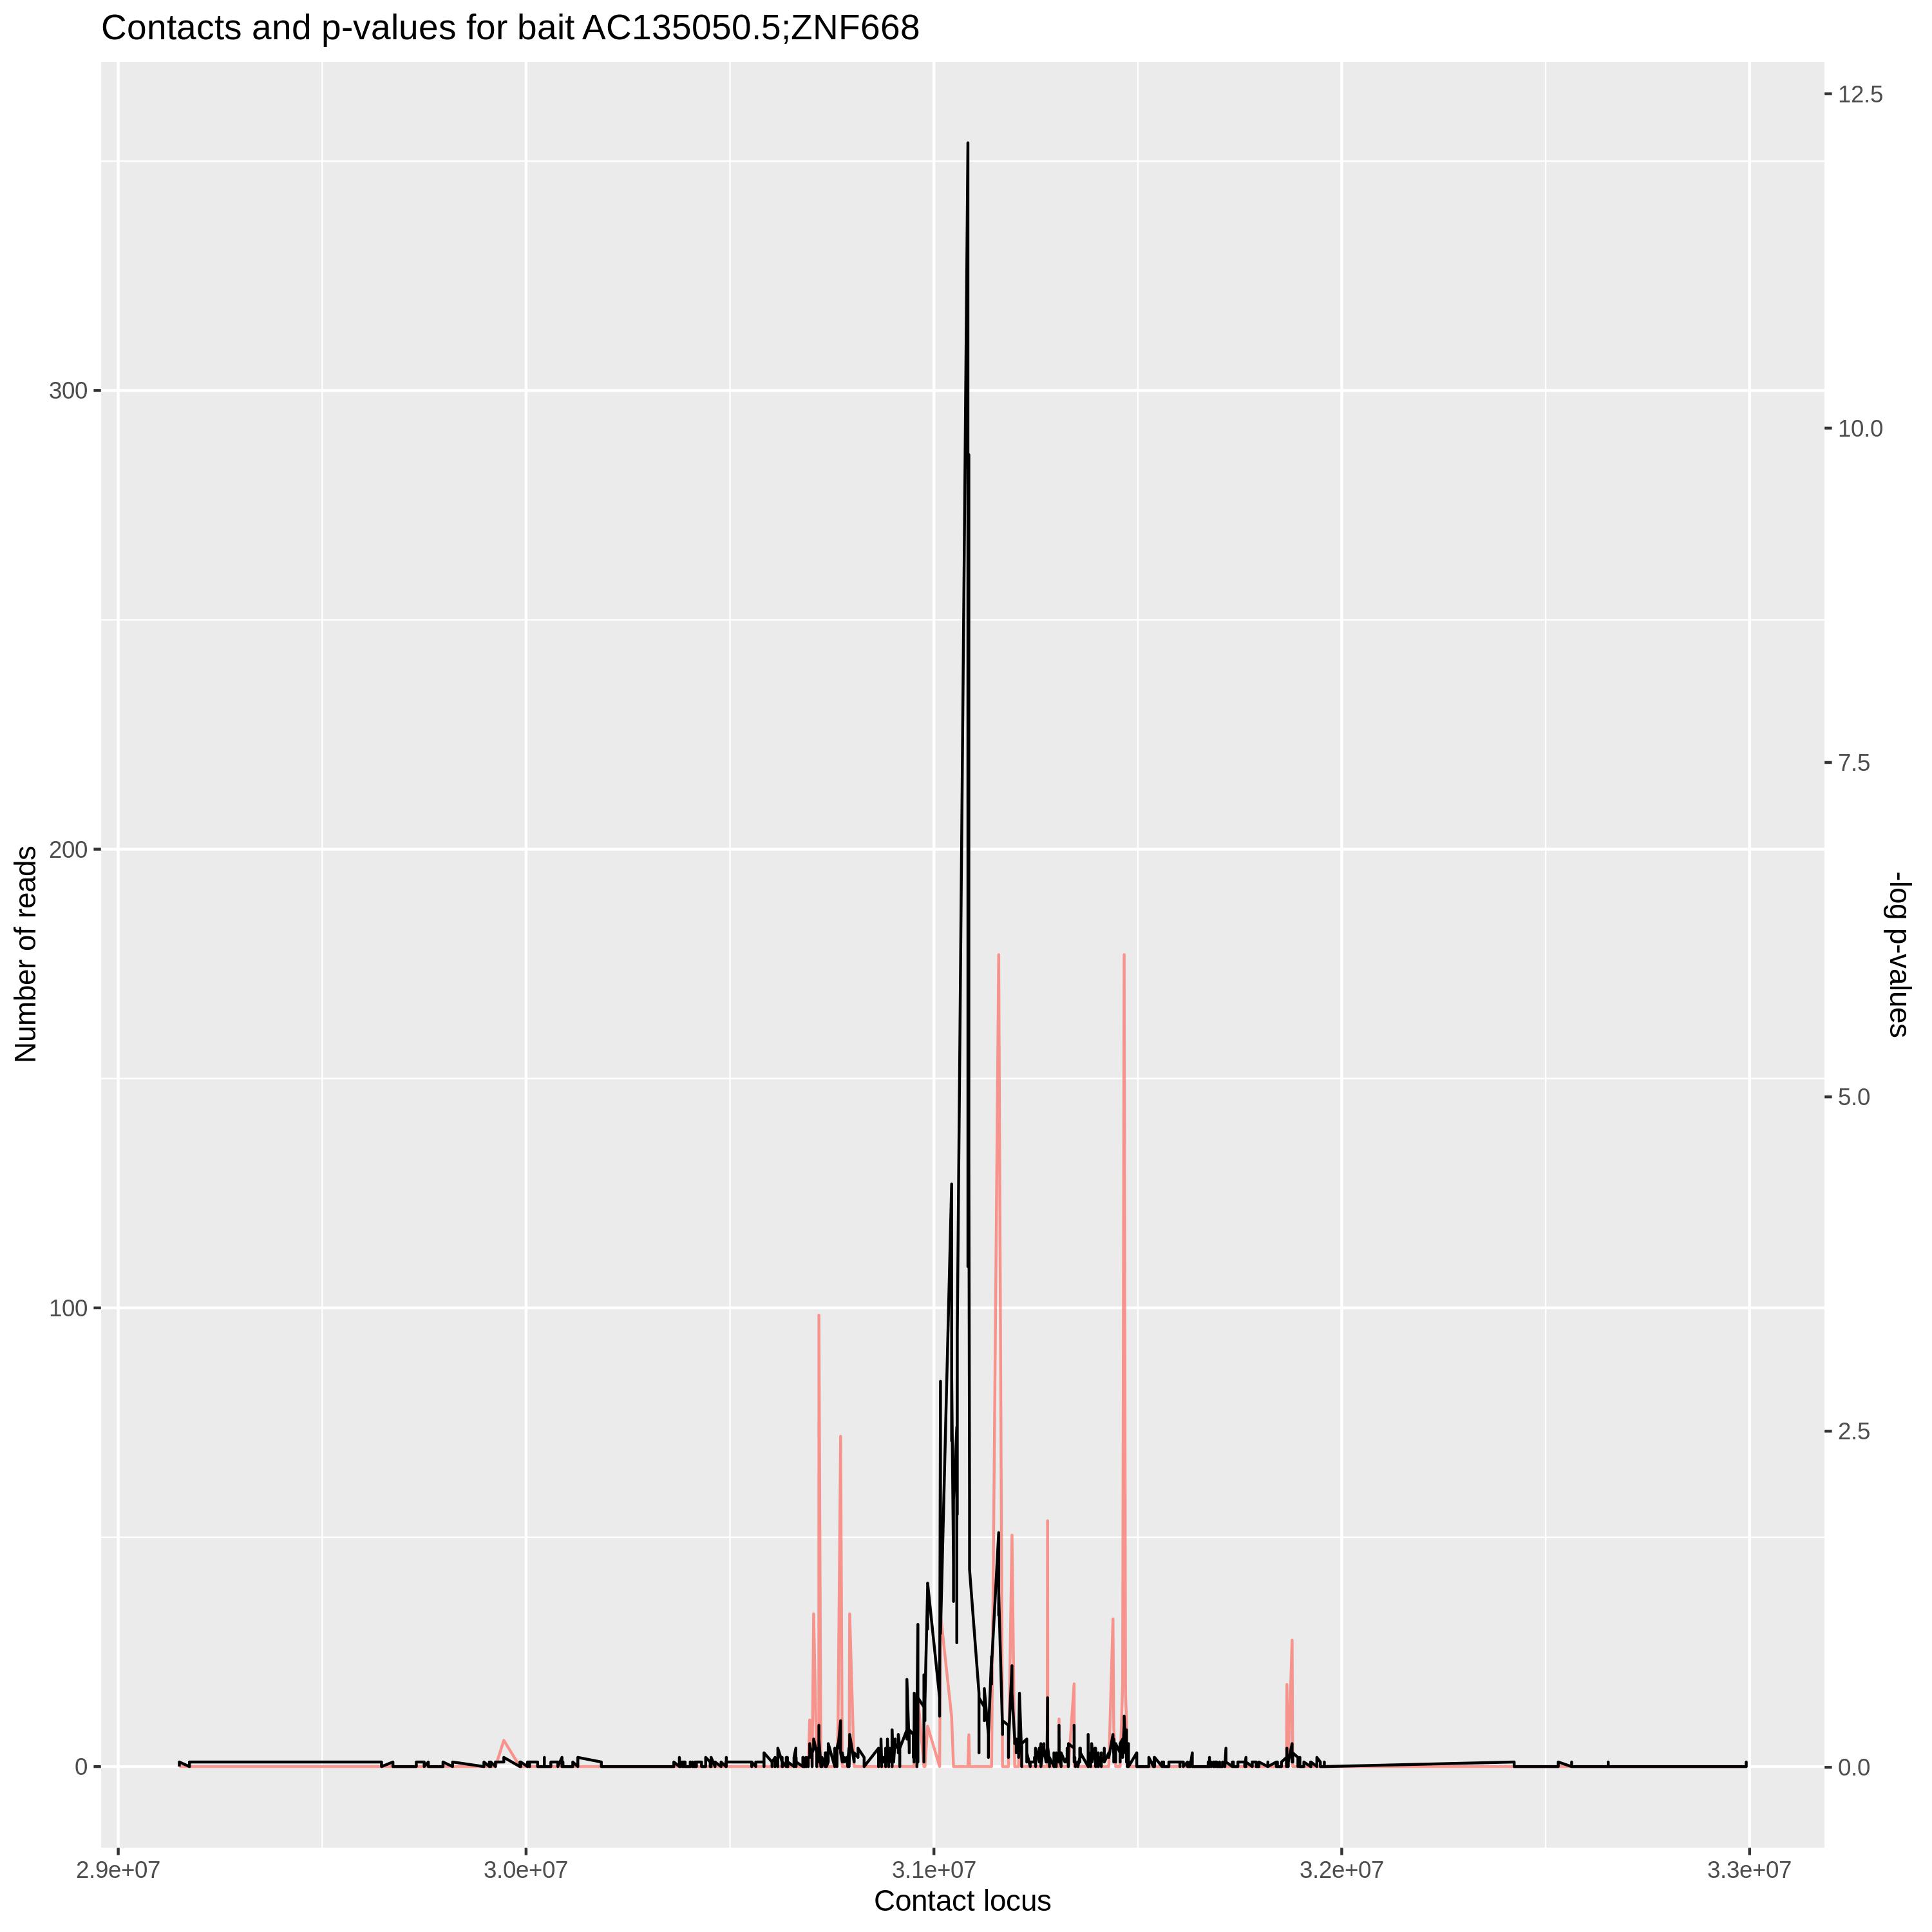 Contacts and p-values for bait AC135050.5;ZNF668
12.5
10.0
7.5
5.0
2.5
0.0
300
200
100
0
Number of reads
-log p-values
2.9e+07 3.0e+07 3.1e+07 3.2e+07 3.3e+07
Contact locus